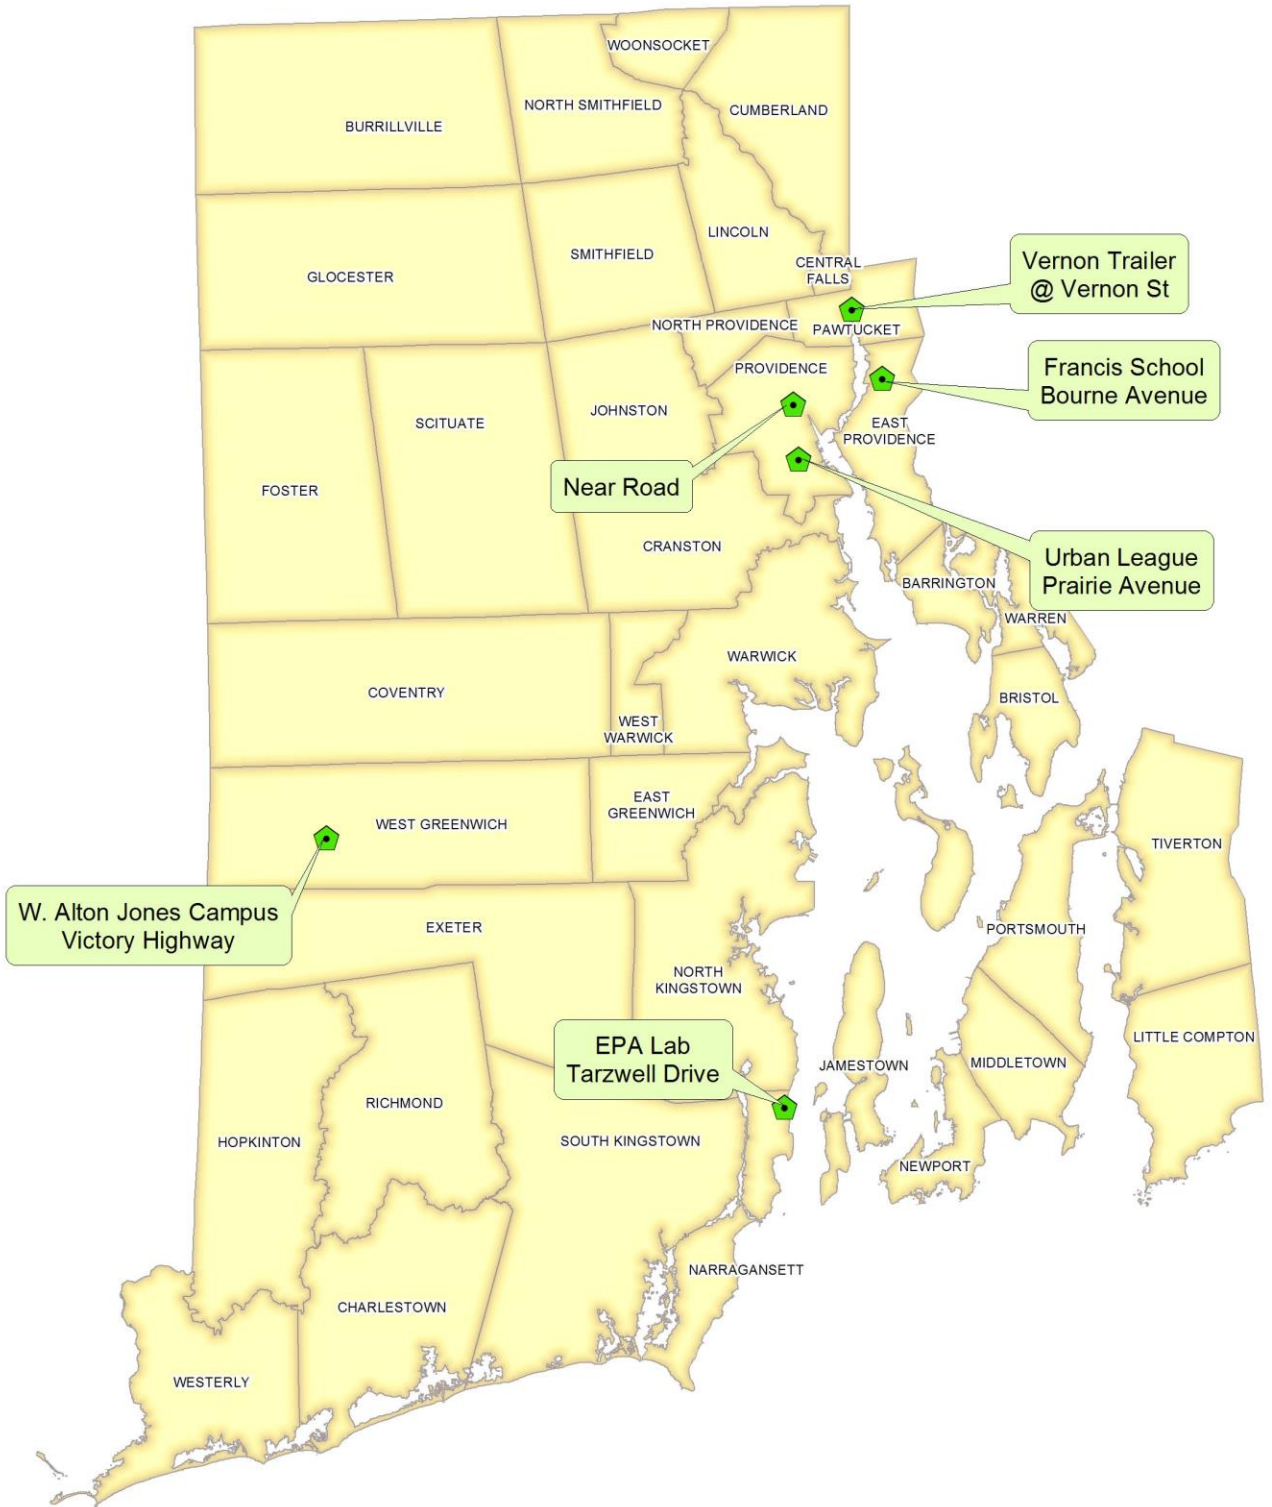 WOONSOCKET
NORTH SMITHFIELD
CUMBERLAND
BURRILLVILLE
LINCOLN
SMITHFIELD
CENTRAL
FALLS
GLOCESTER
Vernon Trailer
@ Vernon St
NORTH PROVIDENCE
PAWTUCKET
PROVIDENCE
Francis School
Bourne Avenue
JOHNSTON
SCITUATE
EAST
PROVIDENCE
Near Road
FOSTER
CRANSTON
Urban League
Prairie Avenue
BARRINGTON
WARREN
WARWICK
COVENTRY
BRISTOL
WEST
WARWICK
EAST
GREENWICH
WEST GREENWICH
TIVERTON
W. Alton Jones Campus
Victory Highway
EXETER
PORTSMOUTH
NORTH
KINGSTOWN
LITTLE COMPTON
EPA Lab
Tarzwell Drive
JAMESTOWN
MIDDLETOWN
RICHMOND
HOPKINTON
SOUTH KINGSTOWN
NEWPORT
NARRAGANSETT
CHARLESTOWN
WESTERLY